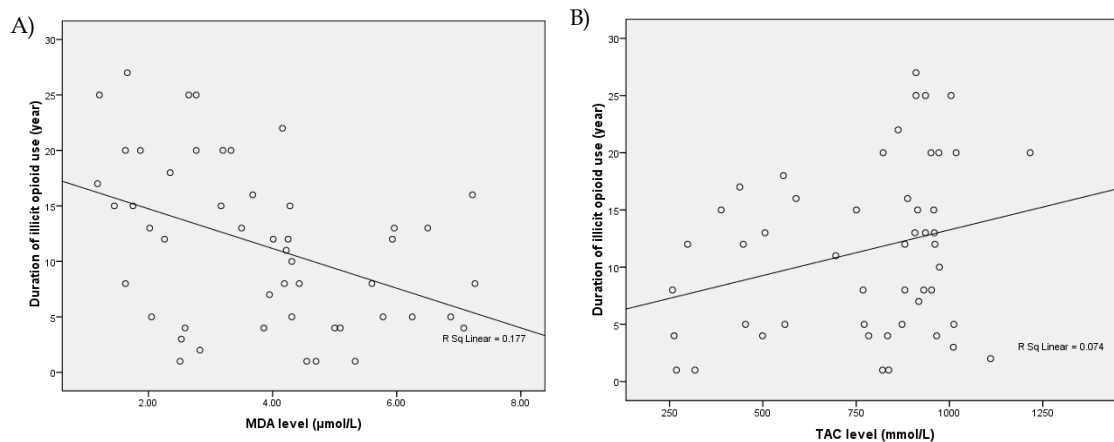 A)
Duration of illicit opioid use (year)
30
25
20
15
10
5
0
R Sq Linear = 0.177
2.00 4.00 6.00 8.00
MDA level (µmol/L)
B)
Duration of illicit opioid use (year)
30
25
20
15
10
5
0
R Sq Linear = 0.074
250 500 750 1000 1250
TAC level (mmol/L)